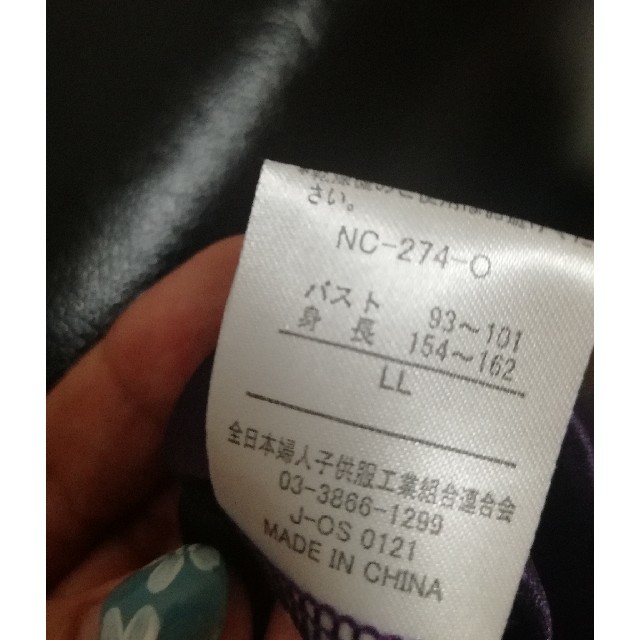 さい。
NC-274-O
バスト 93～101
身 長 154～162
LL
全日本婦人子供服工業組合連合会
03-3866-1299
J-OS 0121
MADE IN CHINA